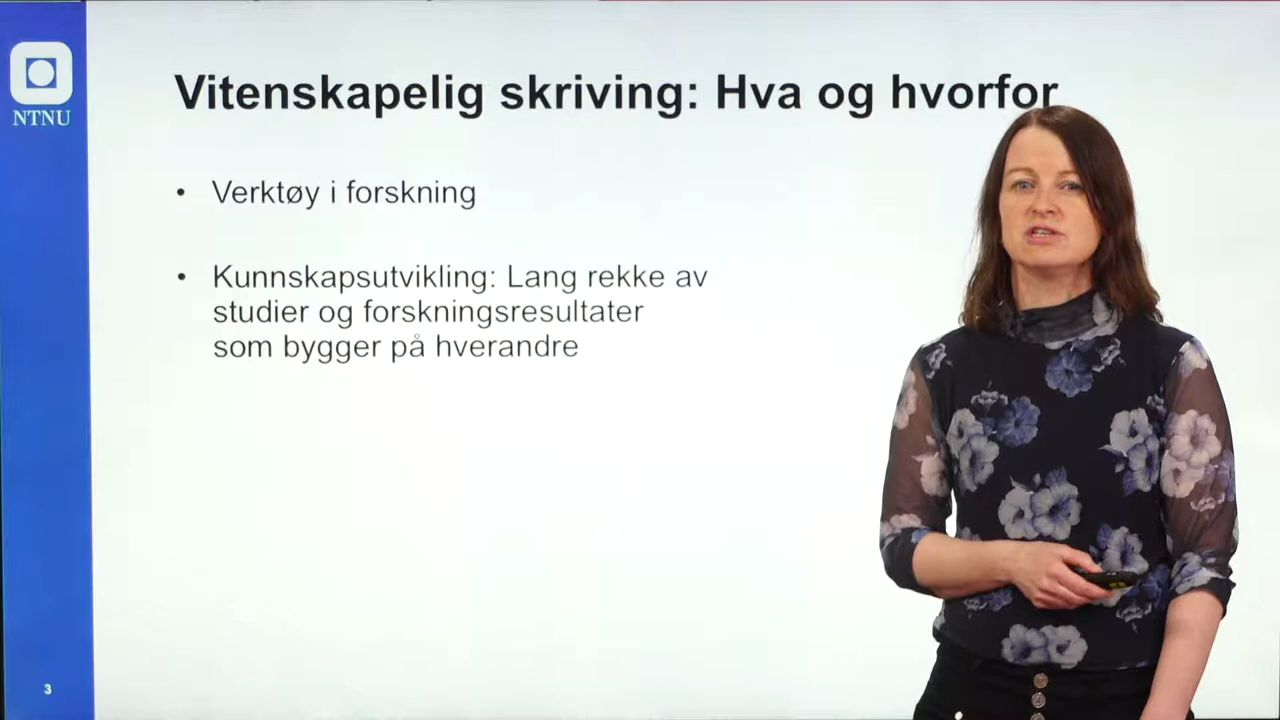 NTNU
Vitenskapelig skriving: Hva og hvorfor
• Verktøy i forskning
• Kunnskapsutvikling: Lang rekke av
studier og forskningsresultater
som bygger på hverandre
3